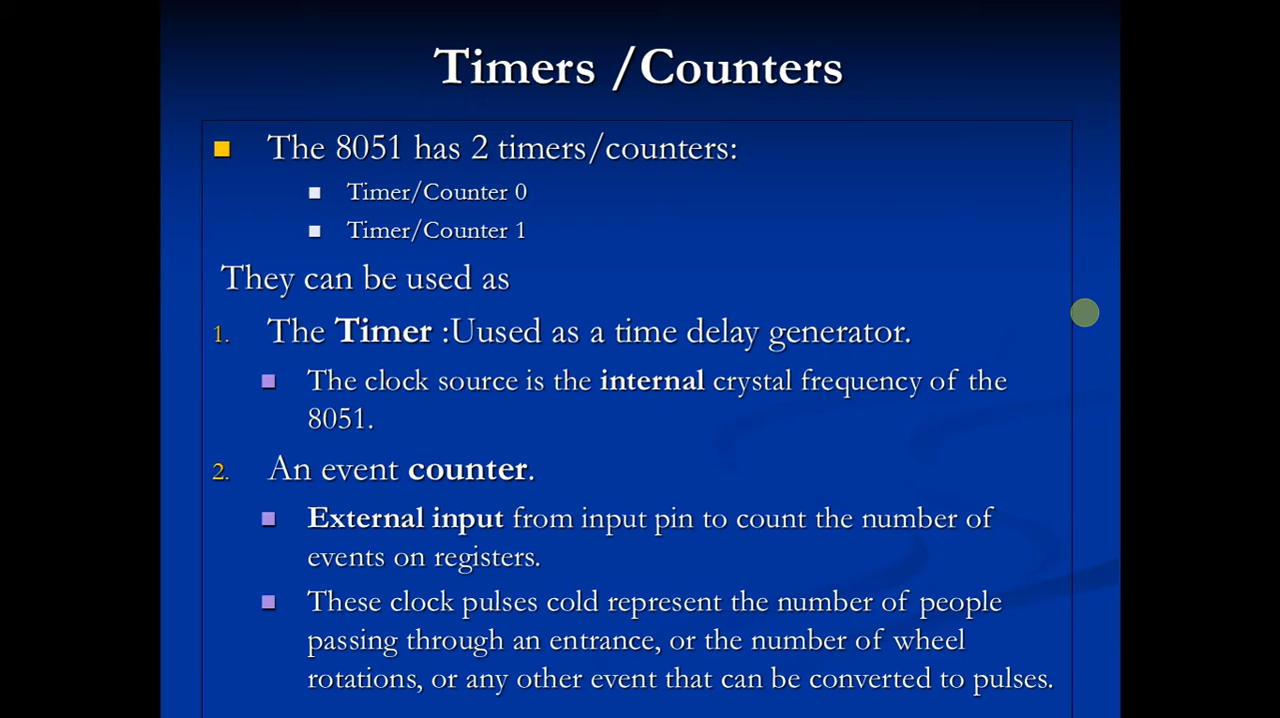 Timers /Counters
The 8051 has 2 timers/counters:
Timer/Counter 0
Timer/Counter 1
They can be used as
1. The Timer :Uused as a time delay generator.
The clock source is the internal crystal frequency of the
8051.
2. An event counter.
External input from input pin to count the number of
events on registers.
These clock pulses cold represent the number of people
passing through an entrance, or the number of wheel
rotations, or any other event that can be converted to pulses.